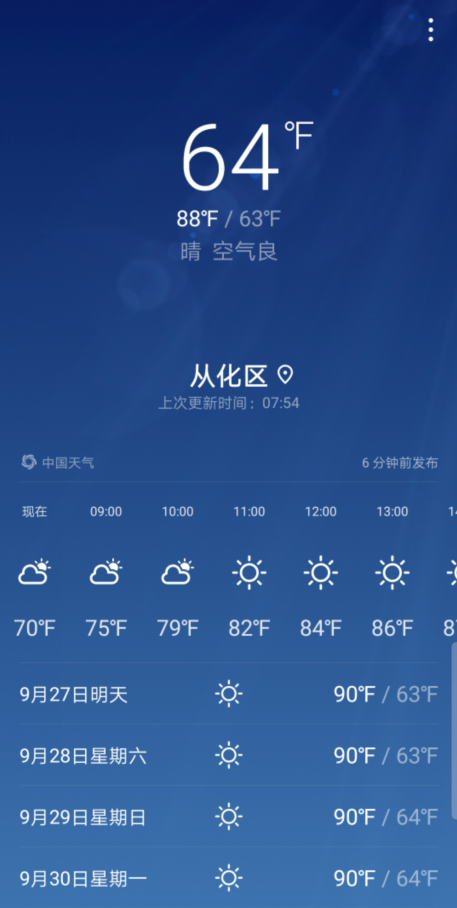 64℉
88℉ / 63℉
晴 空气良
从化区
上次更新时间：07:54
中国天气 6 分钟前发布
现在 09:00 10:00 11:00 12:00 13:00
70℉ 75℉ 79℉ 82℉ 84℉ 86℉
9月27日明天 90℉ / 63℉
9月28日星期六 90℉ / 63℉
9月29日星期日 90℉ / 64℉
9月30日星期一 90℉ / 64℉